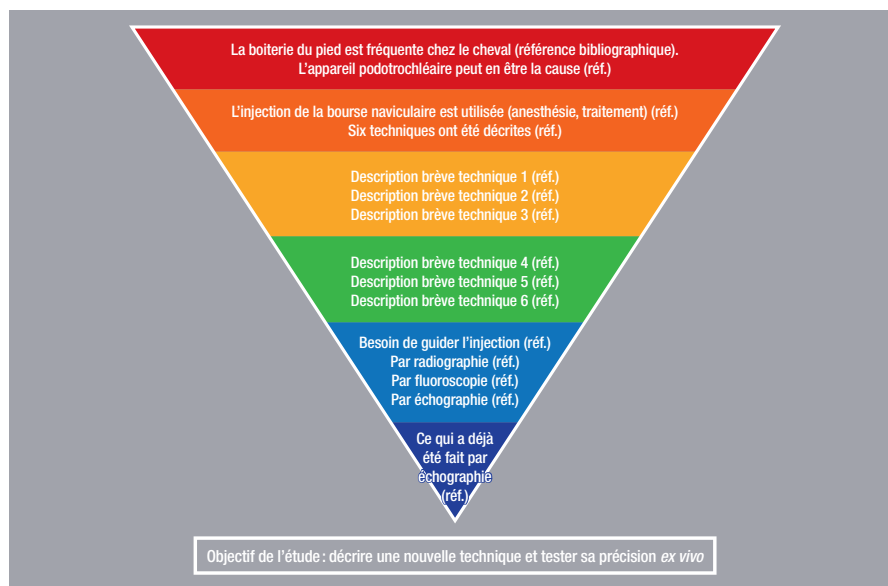 La boiterie du pied est fréquente chez le cheval (référence bibliographique).
L'appareil podotrochléaire peut en être la cause (réf.)
L'injection de la bourse naviculaire est utilisée (anesthésie, traitement) (réf.)
Six techniques ont été décrites (réf.)
Description brève technique 1 (réf.)
Description brève technique 2 (réf.)
Description brève technique 3 (réf.)
Description brève technique 4 (réf.)
Description brève technique 5 (réf.)
Description brève technique 6 (réf.)
Besoin de guider l'injection (réf.)
Par radiographie (réf.)
Par fluoroscopie (réf.)
Par échographie (réf.)
Ce qui a déjà
été fait par
échographie
(réf.)
Objectif de l'étude : décrire une nouvelle technique et tester sa précision ex vivo